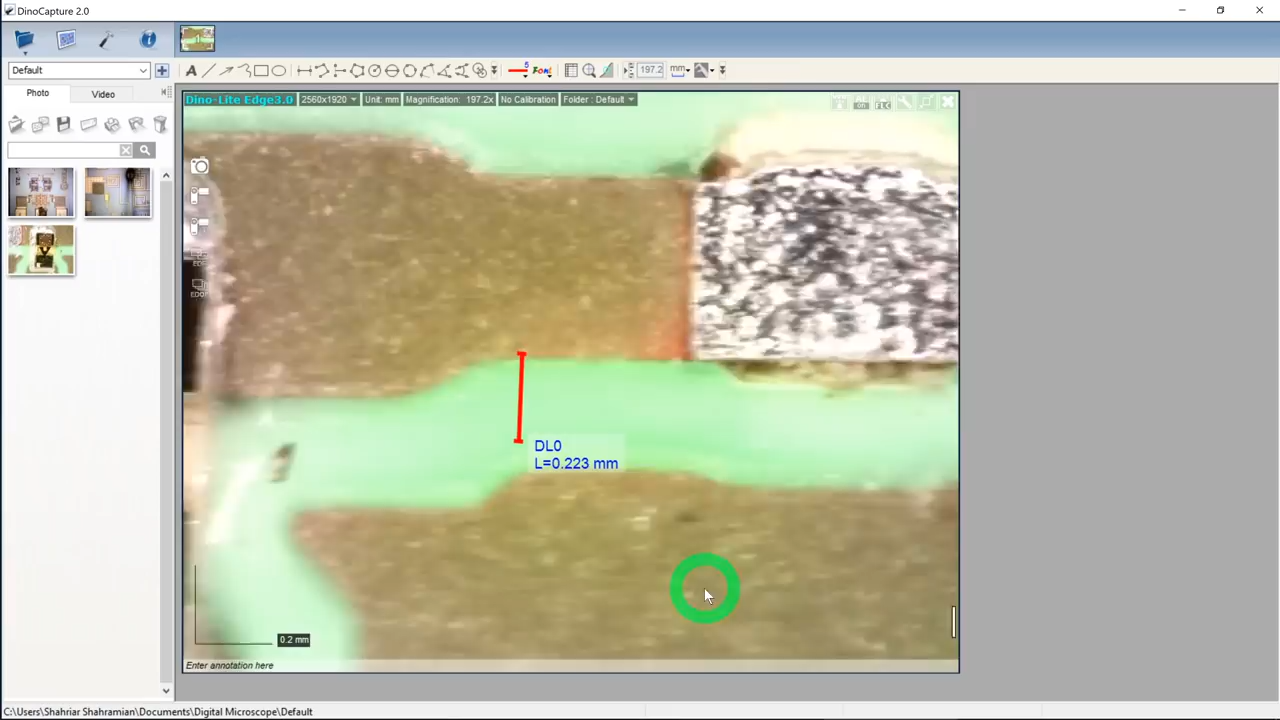 DinoCapture 2.0
Default
197.2
mm
Font
5
Photo
Video
Dino-Lite Edge3.0
2560x1920
Unit: mm
Magnification: 197.2x
No Calibration
Folder : Default
DL0
L=0.223 mm
0.2 mm
Enter annotation here
C:\Users\Shahriar Shahramian\Documents\Digital Microscope\Default